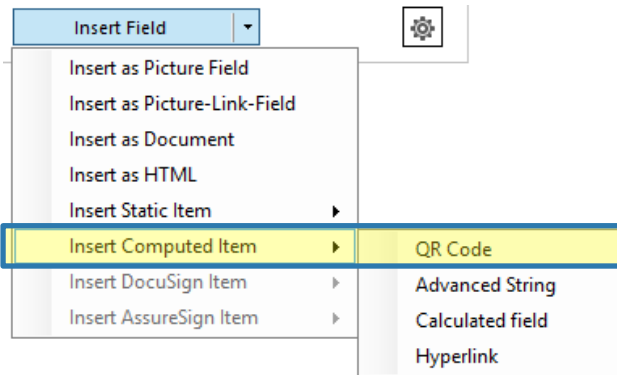 Insert Field
Insert as Picture Field
Insert as Picture-Link-Field
Insert as Document
Insert as HTML
Insert Static Item
Insert Computed Item
QR Code
Insert DocuSign Item
Advanced String
Insert AssureSign Item
Calculated field
Hyperlink